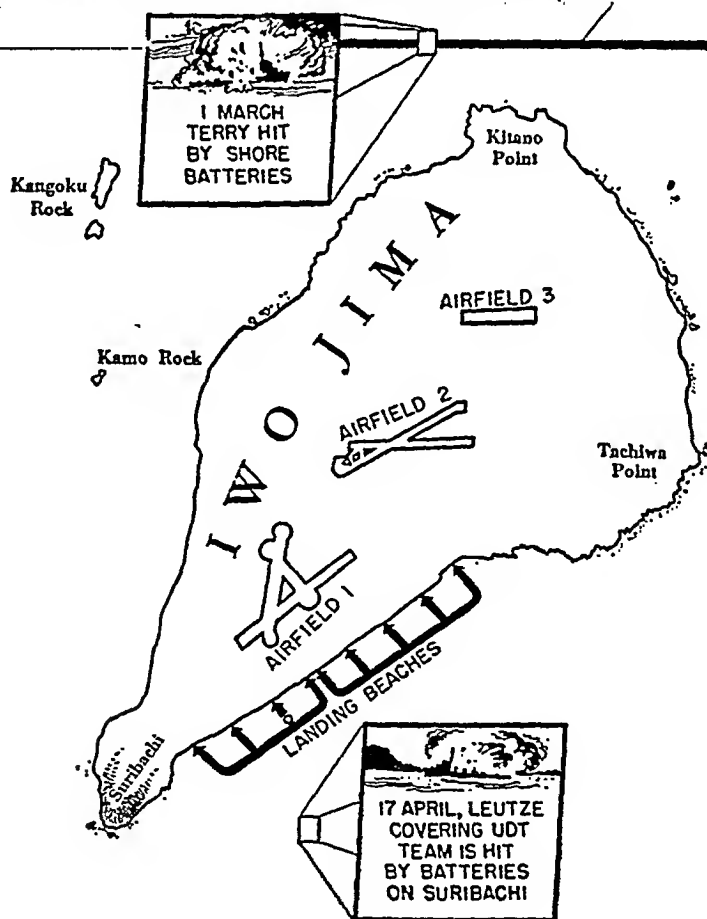 1 MARCH
TERRY HIT
BY SHORE
BATTERIES
Kitano
Point
Kangoku
Rock
IWO JIMA
AIRFIELD 3
Kamo Rock
AIRFIELD 2
Tachiwa
Point
AIRFIELD 1
LANDING BEACHES
Suribachi
17 APRIL, LEUTZE
COVERING UDT
TEAM IS HIT
BY BATTERIES
ON SURIBACHI